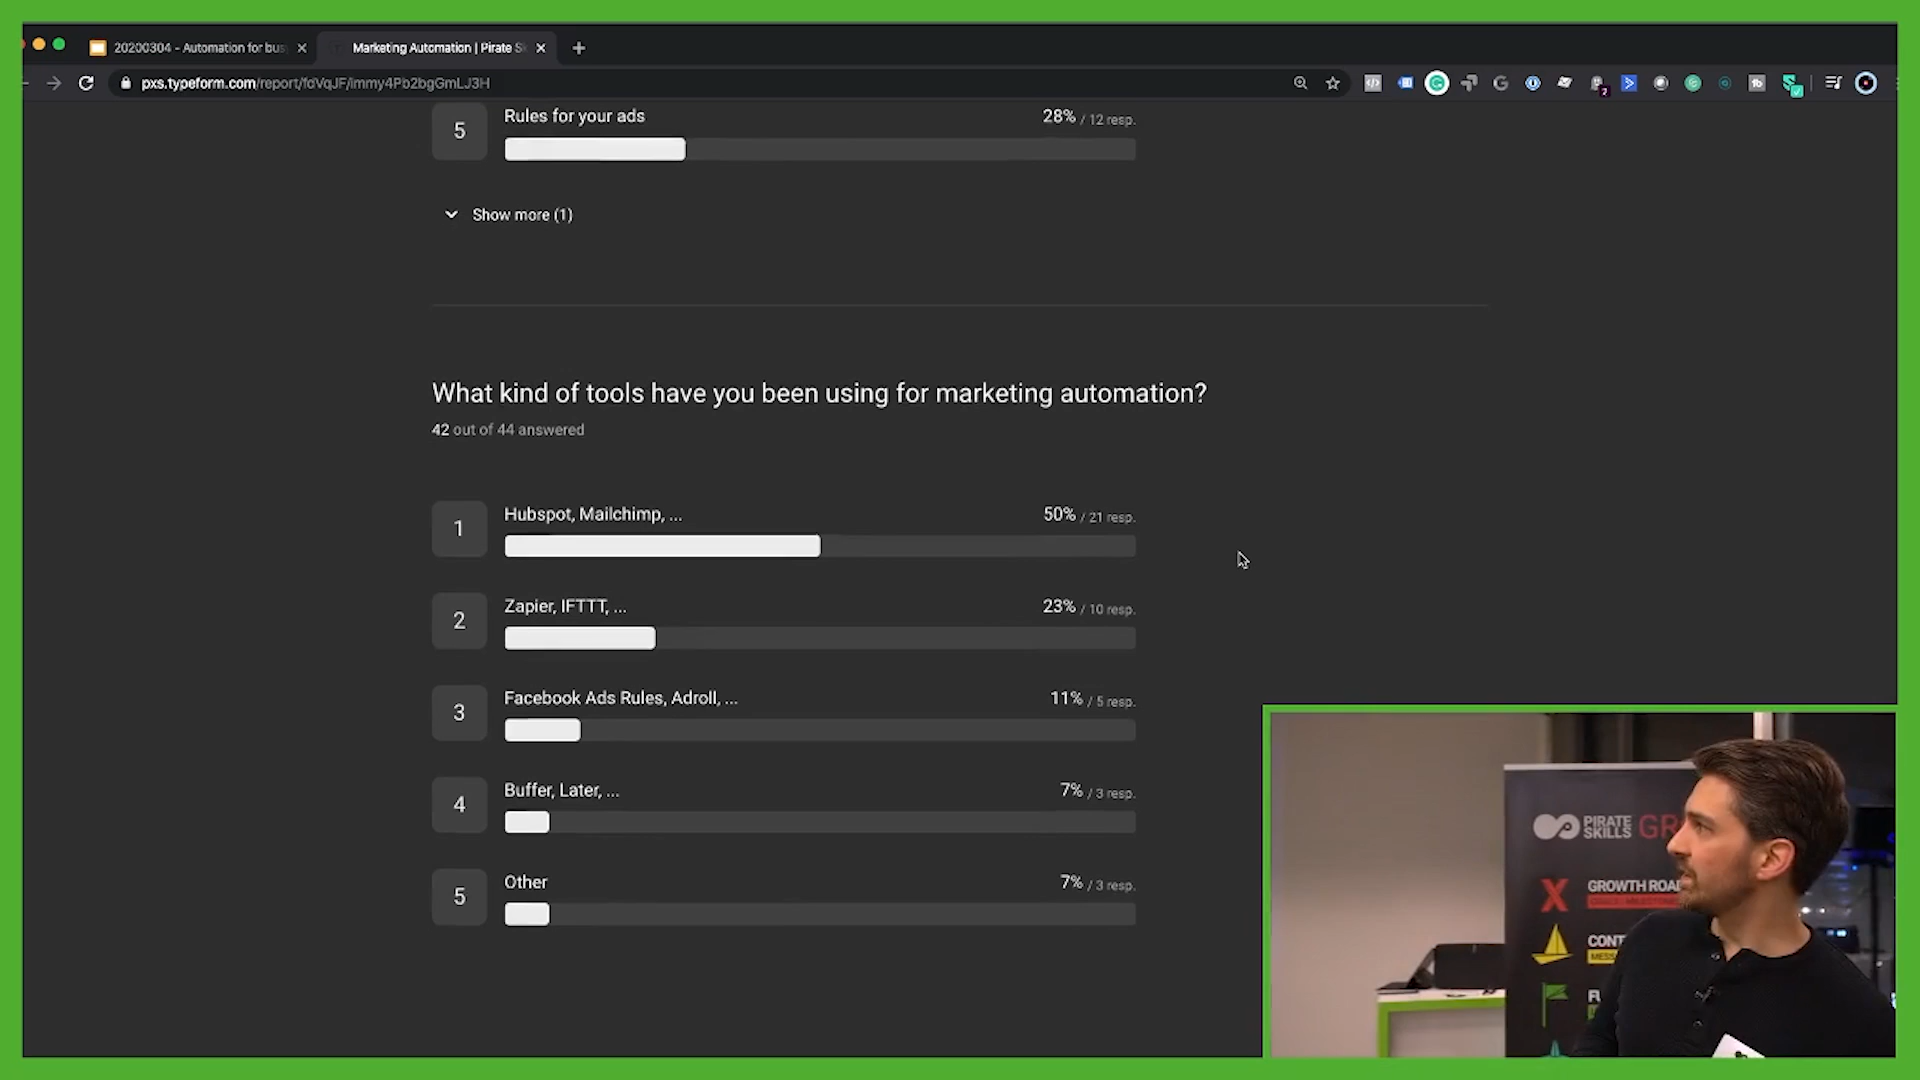 20200304 - Automation for bus
Marketing Automation | Pirate S
pxs.typeform.com/report/fdVqJF/immy4Pb2bgGmLJ3H
5
Rules for your ads
28% / 12 resp.
Show more (1)
What kind of tools have you been using for marketing automation?
42 out of 44 answered
1
Hubspot, Mailchimp, ...
50% / 21 resp.
2
Zapier, IFTTT, ...
23% / 10 resp.
3
Facebook Ads Rules, Adroll, ...
11% / 5 resp.
4
Buffer, Later, ...
7% / 3 resp.
5
Other
7% / 3 resp.
PIRATE
SKILLS
GR
GROWTH ROA
CONT
MESS